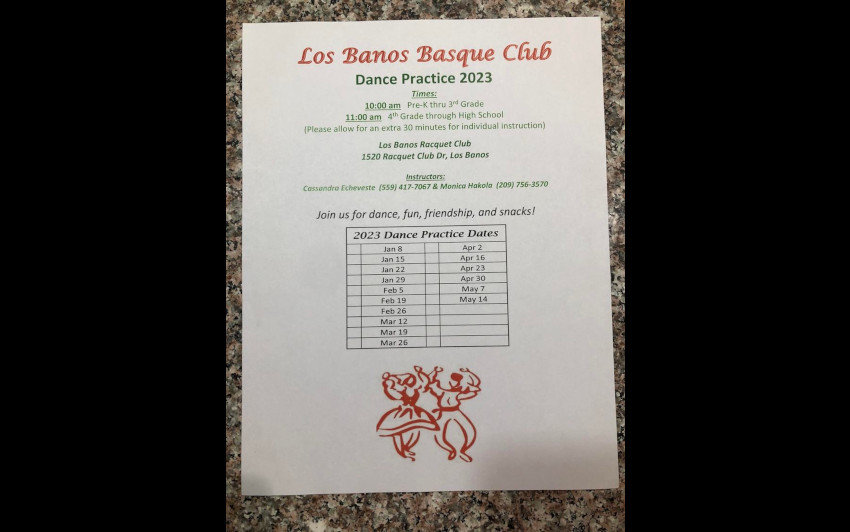 Los Banos Basque Club
Dance Practice 2023
Times:
10:00 am Pre-K thru 3rd Grade
11:00 am 4th Grade through High School
(Please allow for an extra 30 minutes for individual instruction)
Los Banos Racquet Club
1520 Racquet Club Dr, Los Banos
Instructors:
Cassandra Echeveste (559) 417-7067 & Monica Hakola (209) 756-3570
Join us for dance, fun, friendship, and snacks!
2023 Dance Practice Dates
Jan 8 Apr 2
Jan 15 Apr 16
Jan 22 Apr 23
Jan 29 Apr 30
Feb 5 May 7
Feb 19 May 14
Feb 26
Mar 12
Mar 19
Mar 26